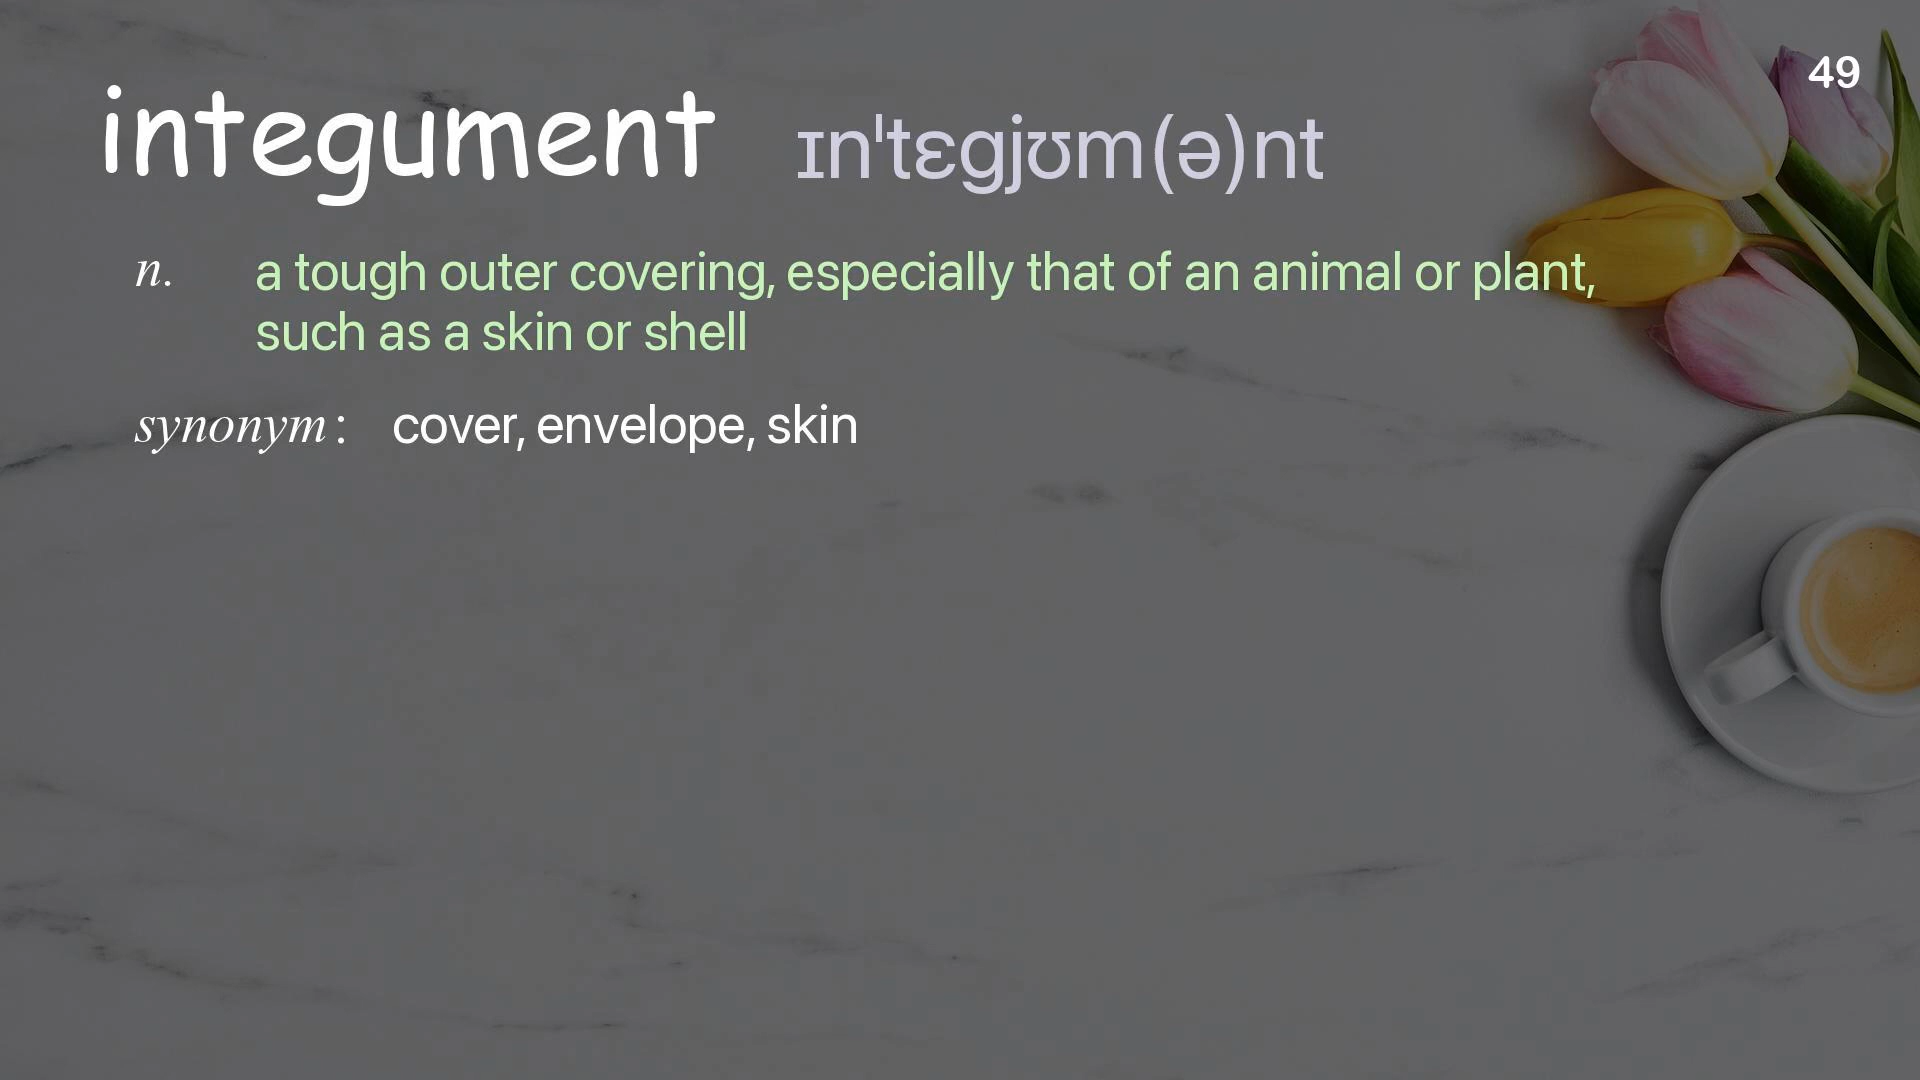 49
integument ɪnˈtɛɡjʊm(ə)nt
n. a tough outer covering, especially that of an animal or plant,
such as a skin or shell
synonym: cover, envelope, skin